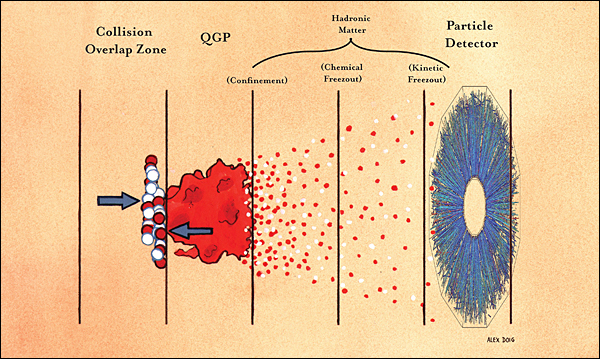 Collision
Overlap Zone
QGP
Hadronic
Matter
Particle
Detector
(Confinement)
(Chemical
Freezout)
(Kinetic
Freezout)
ALEX DOIG